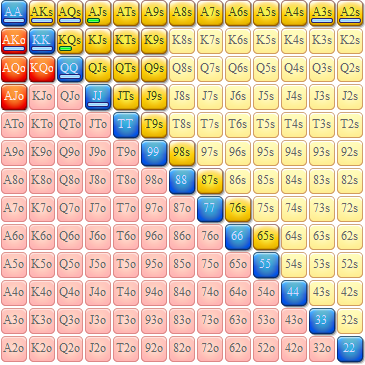 AA AKs AQs AJs ATs A9s A8s A7s A6s A5s A4s A3s A2s
AKo KK KQs KJs KTs K9s K8s K7s K6s K5s K4s K3s K2s
AQo KQo QQ QJs QTs Q9s Q8s Q7s Q6s Q5s Q4s Q3s Q2s
AJo KJo QJo JJ JTs J9s J8s J7s J6s J5s J4s J3s J2s
ATo KTo QTo JTo TT T9s T8s T7s T6s T5s T4s T3s T2s
A9o K9o Q9o J9o T9o 99 98s 97s 96s 95s 94s 93s 92s
A8o K8o Q8o J8o T8o 98o 88 87s 86s 85s 84s 83s 82s
A7o K7o Q7o J7o T7o 97o 87o 77 76s 75s 74s 73s 72s
A6o K6o Q6o J6o T6o 96o 86o 76o 66 65s 64s 63s 62s
A5o K5o Q5o J5o T5o 95o 85o 75o 65o 55 54s 53s 52s
A4o K4o Q4o J4o T4o 94o 84o 74o 64o 54o 44 43s 42s
A3o K3o Q3o J3o T3o 93o 83o 73o 63o 53o 43o 33 32s
A2o K2o Q2o J2o T2o 92o 82o 72o 62o 52o 42o 32o 22